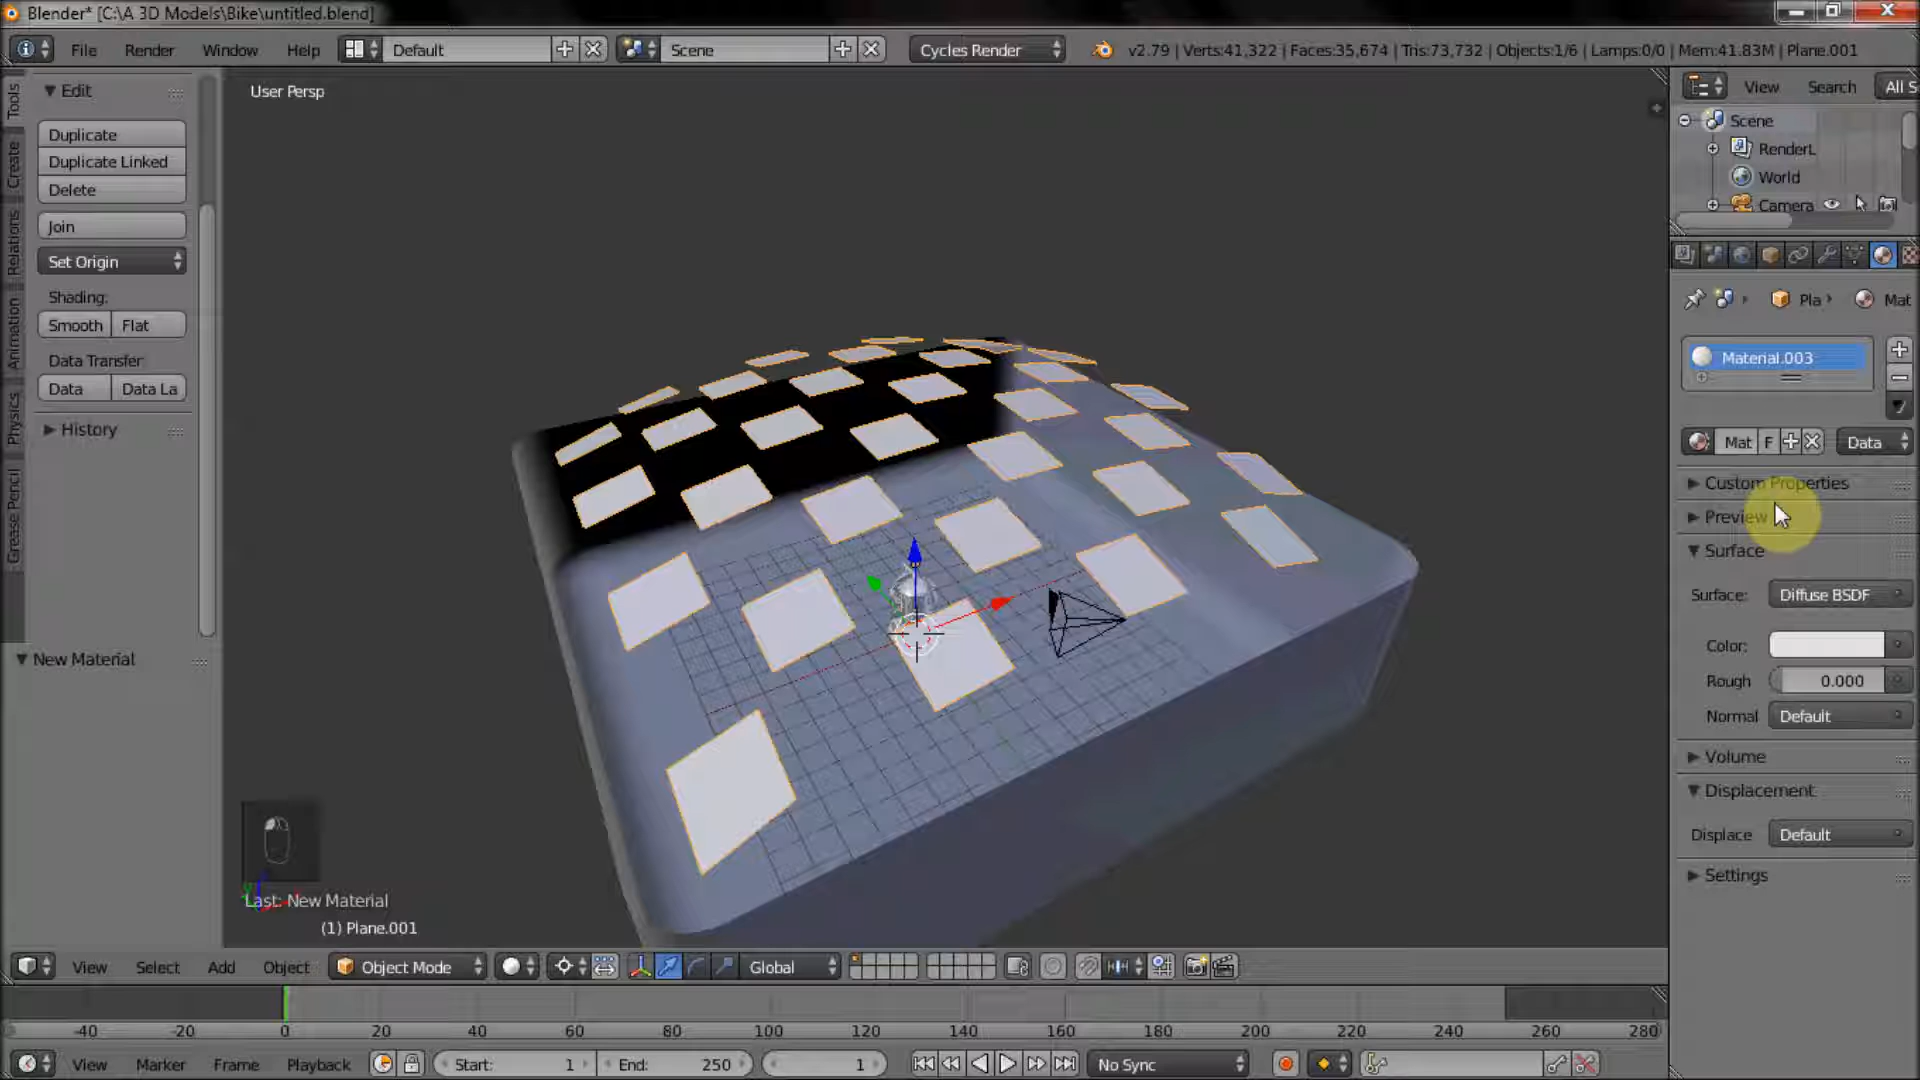 Blender* [C:\A 3D Models\Bike\untitled.blend]
File Render Window Help Default Scene Cycles Render v2.79 | Verts:41,322 | Faces:35,674 | Tris:73,732 | Objects:1/6 | Lamps:0/0 | Mem:41.83M | Plane.001
Tools
Create
Relations
Animation
Physics
Grease Pencil
Edit
Duplicate
Duplicate Linked
Delete
Join
Set Origin
Shading:
Smooth Flat
Data Transfer:
Data Data La
History
New Material
User Persp
Last: New Material
(1) Plane.001
View Search All S
Scene
RenderL
World
Camera
Pla Mat
Material.003
Mat F Data
Custom Properties
Preview
Surface
Surface: Diffuse BSDF
Color:
Rough 0.000
Normal Default
Volume
Displacement
Displace Default
Settings
View Select Add Object Object Mode Global
-40 -20 0 20 40 60 80 100 120 140 160 180 200 220 240 260 280
View Marker Frame Playback Start: 1 End: 250 1 No Sync